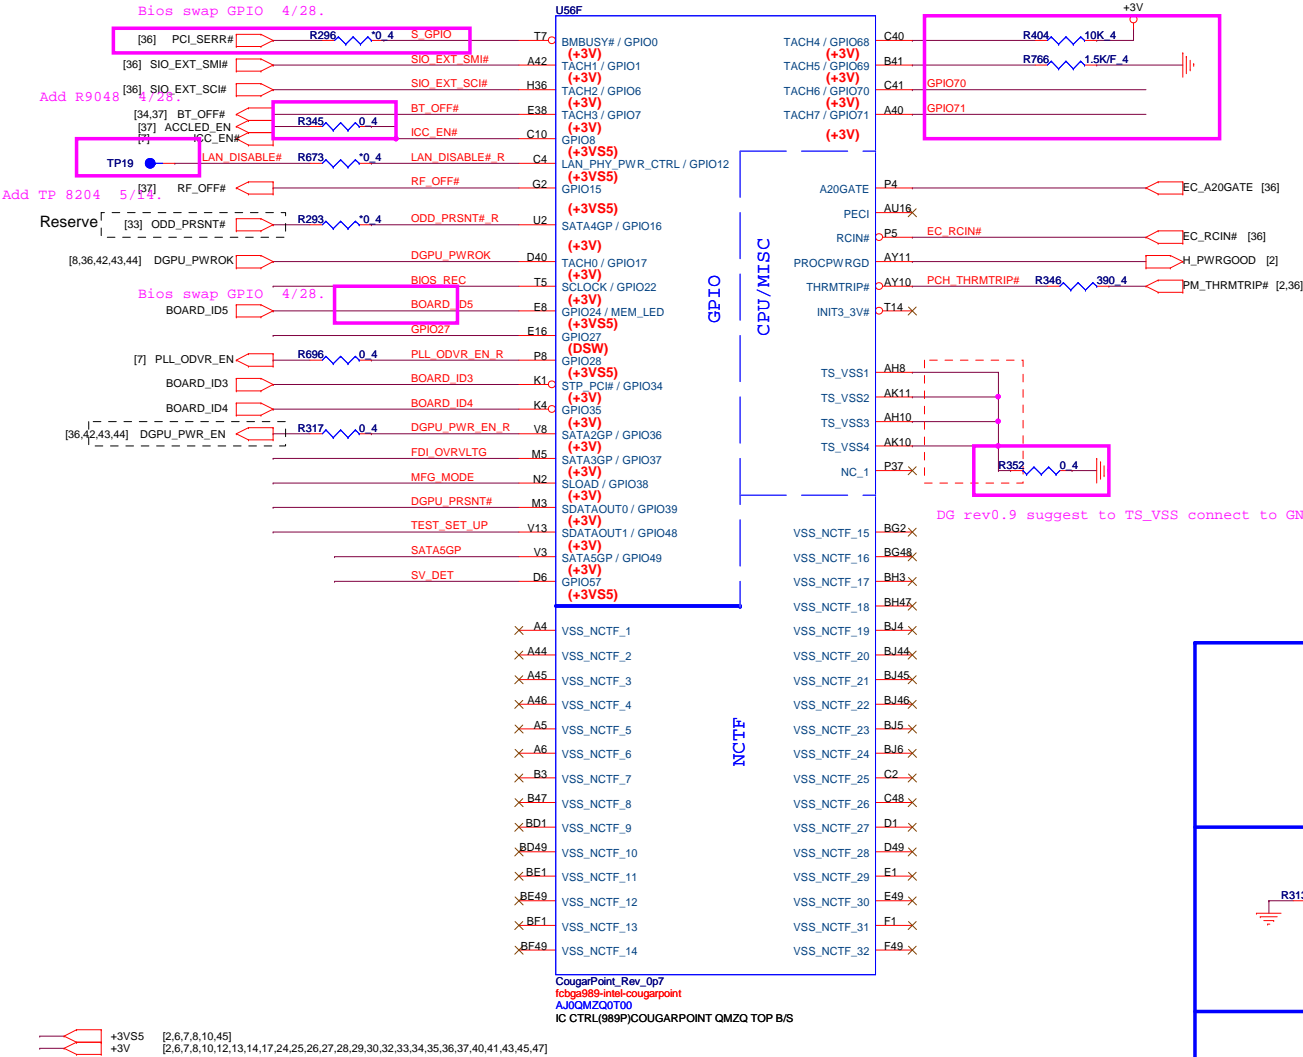 Bios swap GPIO 4/28.
U56F
+3V
[36] PCI_SERR# R296 *0_4 S_GPIO T7 BMBUSY# / GPIO0 TACH4 / GPIO68 C40 R404 10K_4
(+3V) (+3V)
[36] SIO_EXT_SMI# SIO_EXT_SMI# A42 TACH1 / GPIO1 TACH5 / GPIO69 B41 R766 1.5K/F_4
(+3V) (+3V)
[36] SIO_EXT_SCI# SIO_EXT_SCI# H36 TACH2 / GPIO6 TACH6 / GPIO70 C41 GPIO70
Add R9048 4/28.
(+3V) (+3V)
[34,37] BT_OFF# BT_OFF# E38 TACH3 / GPIO7 TACH7 / GPIO71 A40 GPIO71
[37] ACCLED_EN R345 0_4
(+3V) (+3V)
[7] ICC_EN# ICC_EN# C10 GPIO8
(+3VS5)
TP19 LAN_DISABLE# R673 *0_4 LAN_DISABLE#_R C4 LAN_PHY_PWR_CTRL / GPIO12
(+3VS5)
[37] RF_OFF# RF_OFF# G2 GPIO15 A20GATE P4 EC_A20GATE [36]
Add TP 8204 5/14.
(+3VS5)
PECI AU16
Reserve [33] ODD_PRSNT# R293 *0_4 ODD_PRSNT#_R U2 SATA4GP / GPIO16
RCIN# P5 EC_RCIN# EC_RCIN# [36]
(+3V)
[8,36,42,43,44] DGPU_PWROK DGPU_PWROK D40 TACH0 / GPIO17 PROCPWRGD AY11 H_PWRGOOD [2]
(+3V)
BIOS_REC T5 SCLOCK / GPIO22 THRMTRIP# AY10 PCH_THRMTRIP# R346 390_4 PM_THRMTRIP# [2,36]
Bios swap GPIO 4/28.
(+3V)
BOARD_ID5 BOARD_ID5 E8 GPIO24 / MEM_LED INIT3_3V# T14
(+3VS5)
GPIO27 E16 GPIO27
(DSW)
[7] PLL_ODVR_EN R696 0_4 PLL_ODVR_EN_R P8 GPIO28
(+3VS5)
TS_VSS1 AH8
BOARD_ID3 BOARD_ID3 K1 STP_PCI# / GPIO34
(+3V)
TS_VSS2 AK11
BOARD_ID4 BOARD_ID4 K4 GPIO35
(+3V)
TS_VSS3 AH10
[36,42,43,44] DGPU_PWR_EN R317 0_4 DGPU_PWR_EN_R V8 SATA2GP / GPIO36
(+3V)
TS_VSS4 AK10
FDI_OVRVLTG M5 SATA3GP / GPIO37
(+3V)
NC_1 P37 R352 0_4
MFG_MODE N2 SLOAD / GPIO38
(+3V)
DGPU_PRSNT# M3 SDATAOUT0 / GPIO39
DG rev0.9 suggest to TS_VSS connect to GN
(+3V)
TEST_SET_UP V13 SDATAOUT1 / GPIO48 VSS_NCTF_15 BG2
(+3V)
SATA5GP V3 SATA5GP / GPIO49 VSS_NCTF_16 BG48
(+3V)
SV_DET D6 GPIO57 VSS_NCTF_17 BH3
(+3VS5)
GPIO
CPU/MISC
VSS_NCTF_18 BH47
A4 VSS_NCTF_1 VSS_NCTF_19 BJ4
A44 VSS_NCTF_2 VSS_NCTF_20 BJ44
A45 VSS_NCTF_3 VSS_NCTF_21 BJ45
A46 VSS_NCTF_4 VSS_NCTF_22 BJ46
A5 VSS_NCTF_5 VSS_NCTF_23 BJ5
A6 VSS_NCTF_6 VSS_NCTF_24 BJ6
NCTF
B3 VSS_NCTF_7 VSS_NCTF_25 C2
B47 VSS_NCTF_8 VSS_NCTF_26 C48
BD1 VSS_NCTF_9 VSS_NCTF_27 D1
BD49 VSS_NCTF_10 VSS_NCTF_28 D49
BE1 VSS_NCTF_11 VSS_NCTF_29 E1
BE49 VSS_NCTF_12 VSS_NCTF_30 E49
R313
BF1 VSS_NCTF_13 VSS_NCTF_31 F1
BF49 VSS_NCTF_14 VSS_NCTF_32 F49
CougarPoint_Rev_0p7
fcbga989-intel-cougarpoint
AJ0QMZQ0T00
IC CTRL(989P)COUGARPOINT QMZQ TOP B/S
+3VS5 [2,6,7,8,10,45]
+3V [2,6,7,8,10,12,13,14,17,24,25,26,27,28,29,30,32,33,34,35,36,37,40,41,43,45,47]